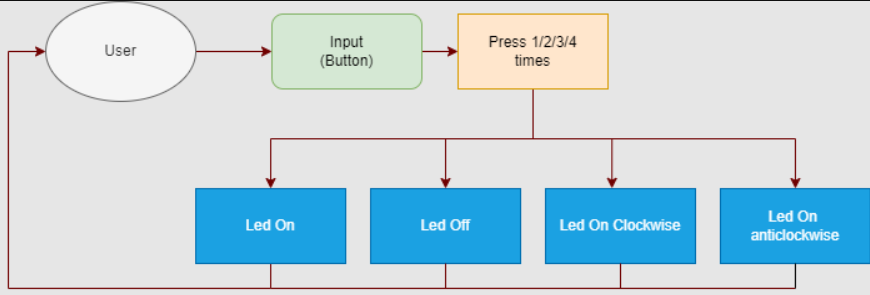 User
Input
(Button)
Press 1/2/3/4
times
Led On
Led Off
Led On Clockwise
Led On
anticlockwise